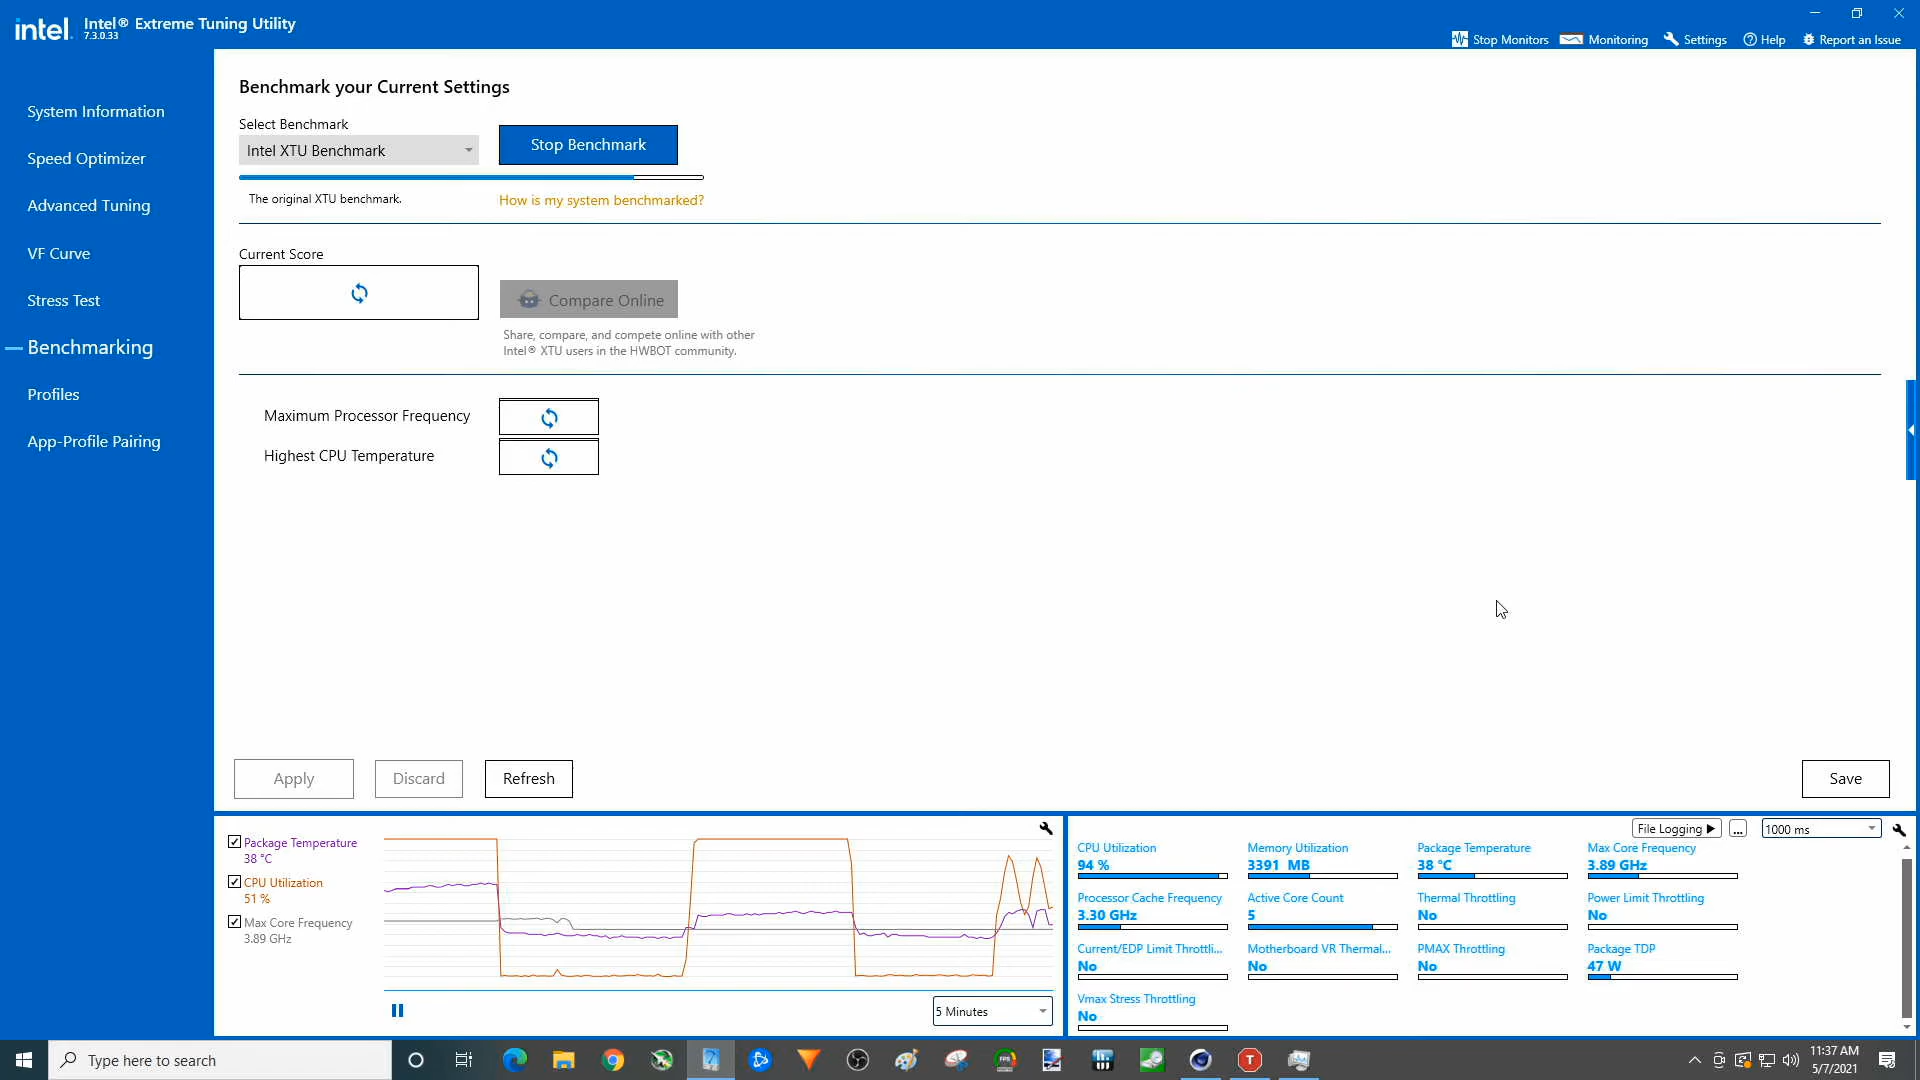 intel.
Intel® Extreme Tuning Utility
7.3.0.33
Stop Monitors
Monitoring
Settings
Help
Report an Issue
System Information
Speed Optimizer
Advanced Tuning
VF Curve
Stress Test
Benchmarking
Profiles
App-Profile Pairing
Benchmark your Current Settings
Select Benchmark
Intel XTU Benchmark
Stop Benchmark
The original XTU benchmark.
How is my system benchmarked?
Current Score
Compare Online
Share, compare, and compete online with other
Intel® XTU users in the HWBOT community.
Maximum Processor Frequency
Highest CPU Temperature
Apply
Discard
Refresh
Save
Package Temperature
38 °C
CPU Utilization
51 %
Max Core Frequency
3.89 GHz
5 Minutes
File Logging
...
1000 ms
CPU Utilization
94 %
Memory Utilization
3391 MB
Package Temperature
38 °C
Max Core Frequency
3.89 GHz
Processor Cache Frequency
3.30 GHz
Active Core Count
5
Thermal Throttling
No
Power Limit Throttling
No
Current/EDP Limit Throttli...
No
Motherboard VR Thermal...
No
PMAX Throttling
No
Package TDP
47 W
Vmax Stress Throttling
No
Type here to search
FPS
T
11:37 AM
5/7/2021